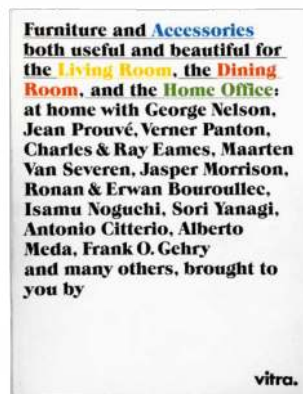 Furniture and Accessories
both useful and beautiful for
the Living Room, the Dining
Room, and the Home Office:
at home with George Nelson,
Jean Prouvé, Verner Panton,
Charles & Ray Eames, Maarten
Van Severen, Jasper Morrison,
Ronan & Erwan Bouroullec,
Isamu Noguchi, Sori Yanagi,
Antonio Citterio, Alberto
Meda, Frank O. Gehry
and many others, brought to
you by
vitra.